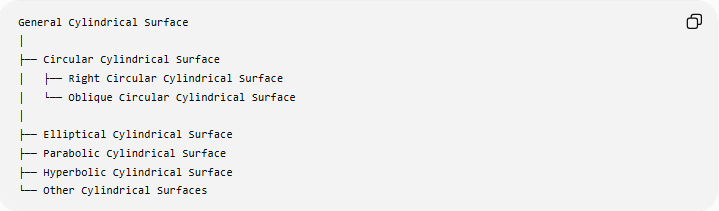 General Cylindrical Surface
│
├── Circular Cylindrical Surface
│   ├── Right Circular Cylindrical Surface
│   └── Oblique Circular Cylindrical Surface
│
├── Elliptical Cylindrical Surface
├── Parabolic Cylindrical Surface
├── Hyperbolic Cylindrical Surface
└── Other Cylindrical Surfaces